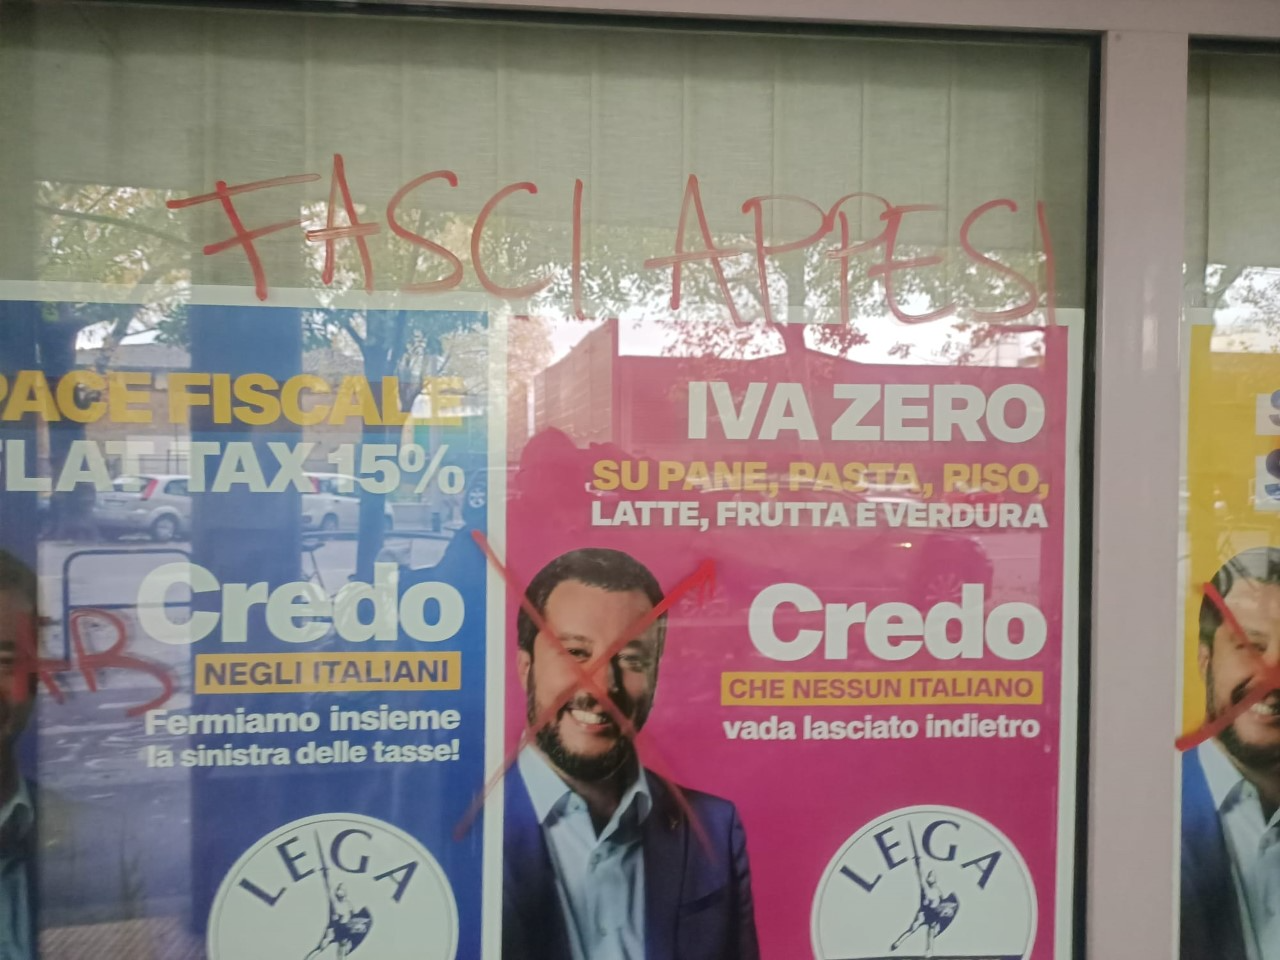 FASCI APPESI
PACE FISCALE
FLAT TAX 15%
Credo
NEGLI ITALIANI
Fermiamo insieme
la sinistra delle tasse!
LEGA
IVA ZERO
SU PANE, PASTA, RISO,
LATTE, FRUTTA E VERDURA
Credo
CHE NESSUN ITALIANO
vada lasciato indietro
LEGA